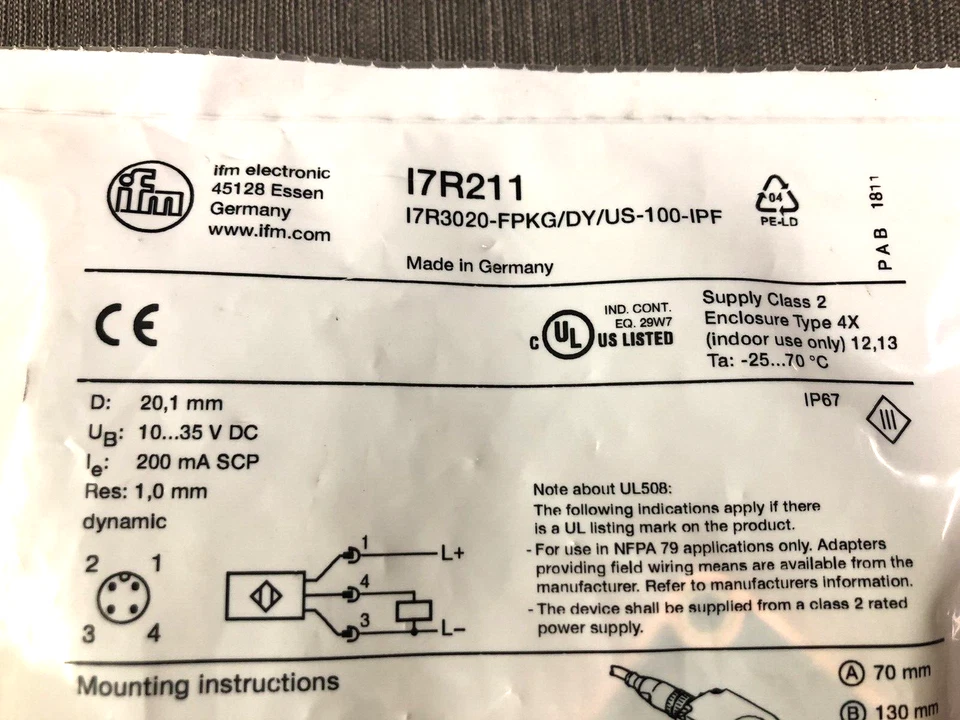 ifm
ifm electronic
45128 Essen
Germany
www.ifm.com
I7R211
I7R3020-FPKG/DY/US-100-IPF
Made in Germany
04
PE-LD
PAB 1811
CE
C UL US LISTED
IND. CONT.
EQ. 29W7
Supply Class 2
Enclosure Type 4X
(indoor use only) 12,13
Ta: -25...70 °C
D: 20,1 mm
UB: 10...35 V DC
Ie: 200 mA SCP
Res: 1,0 mm
dynamic
IP67
Note about UL508:
The following indications apply if there
is a UL listing mark on the product.
- For use in NFPA 79 applications only. Adapters
providing field wiring means are available from the
manufacturer. Refer to manufacturers information.
- The device shall be supplied from a class 2 rated
power supply.
2 1
3 4
1 L+
4
3 L-
Mounting instructions
A 70 mm
B 130 mm